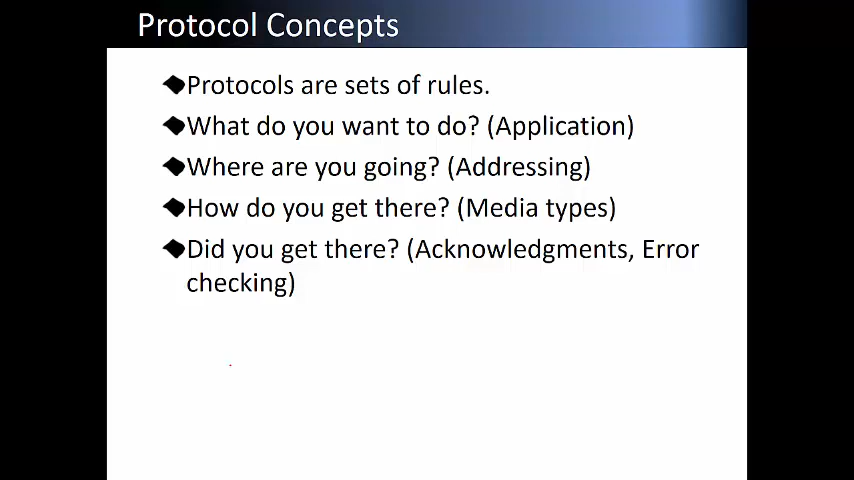 Protocol Concepts
Protocols are sets of rules.
What do you want to do? (Application)
Where are you going? (Addressing)
How do you get there? (Media types)
Did you get there? (Acknowledgments, Error
checking)